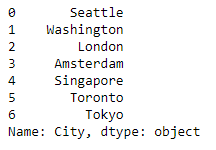 0       Seattle
1    Washington
2        London
3     Amsterdam
4     Singapore
5       Toronto
6         Tokyo
Name: City, dtype: object